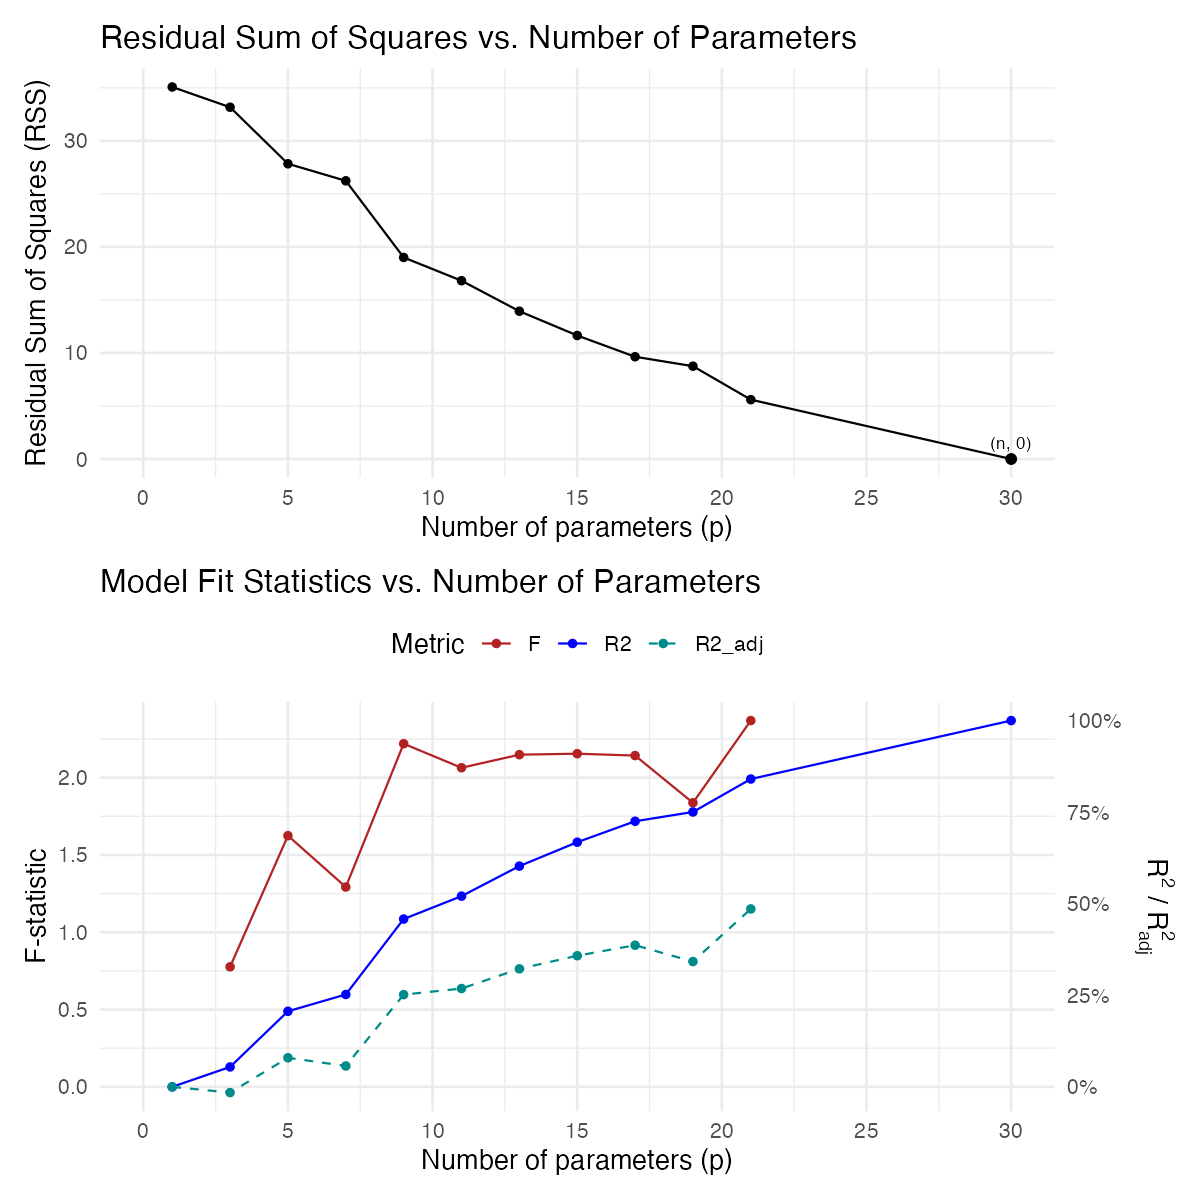 Residual Sum of Squares vs. Number of Parameters
Residual Sum of Squares (RSS)
30
20
10
0
(n, 0)
0 5 10 15 20 25 30
Number of parameters (p)
Model Fit Statistics vs. Number of Parameters
Metric F R2 R2_adj
F-statistic
2.0
1.5
1.0
0.5
0.0
100%
75%
50%
25%
0%
R² / R²adj
0 5 10 15 20 25 30
Number of parameters (p)